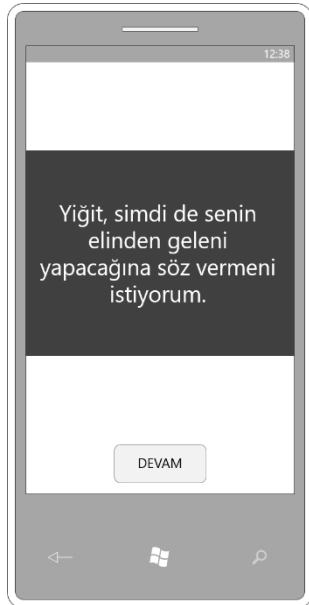 12:38
Yiğit, simdi de senin
elinden geleni
yapacağına söz vermeni
istiyorum.
DEVAM